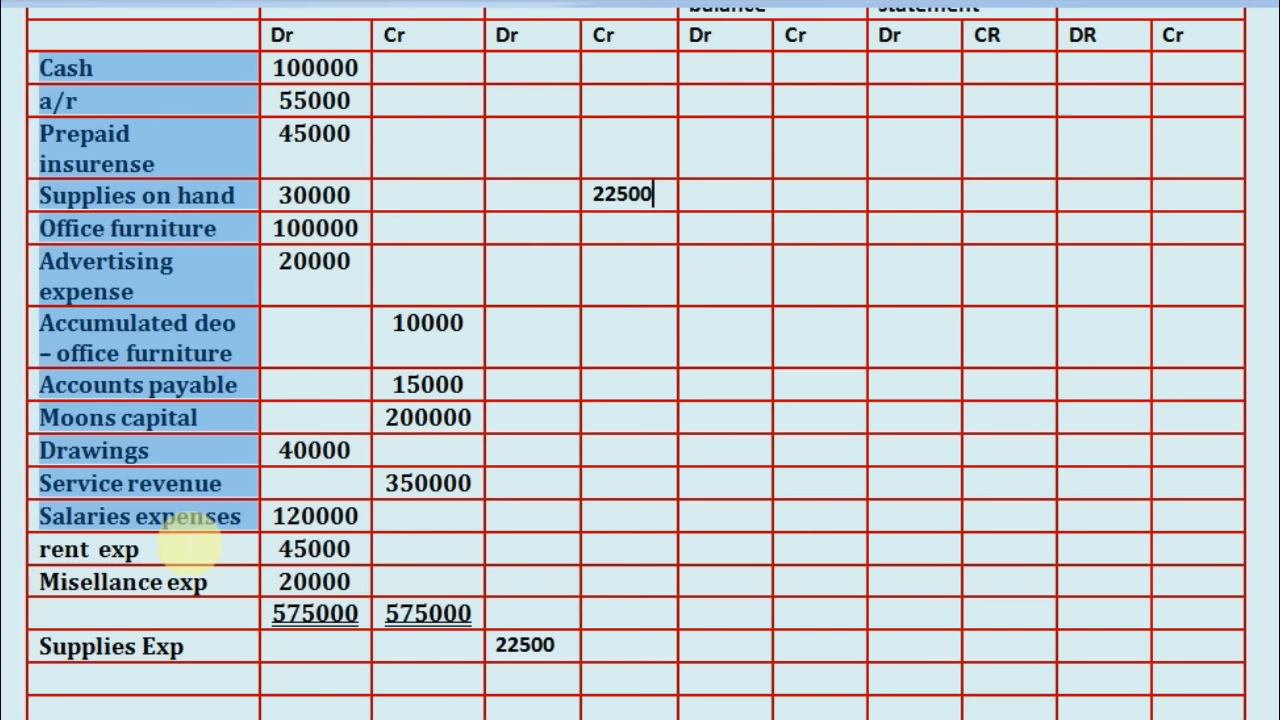 balance statement
Dr Cr Dr Cr Dr Cr Dr CR DR Cr
Cash 100000
a/r 55000
Prepaid 45000
insurense
Supplies on hand 30000 22500
Office furniture 100000
Advertising 20000
expense
Accumulated deo 10000
– office furniture
Accounts payable 15000
Moons capital 200000
Drawings 40000
Service revenue 350000
Salaries expenses 120000
rent exp 45000
Misellance exp 20000
575000 575000
Supplies Exp 22500